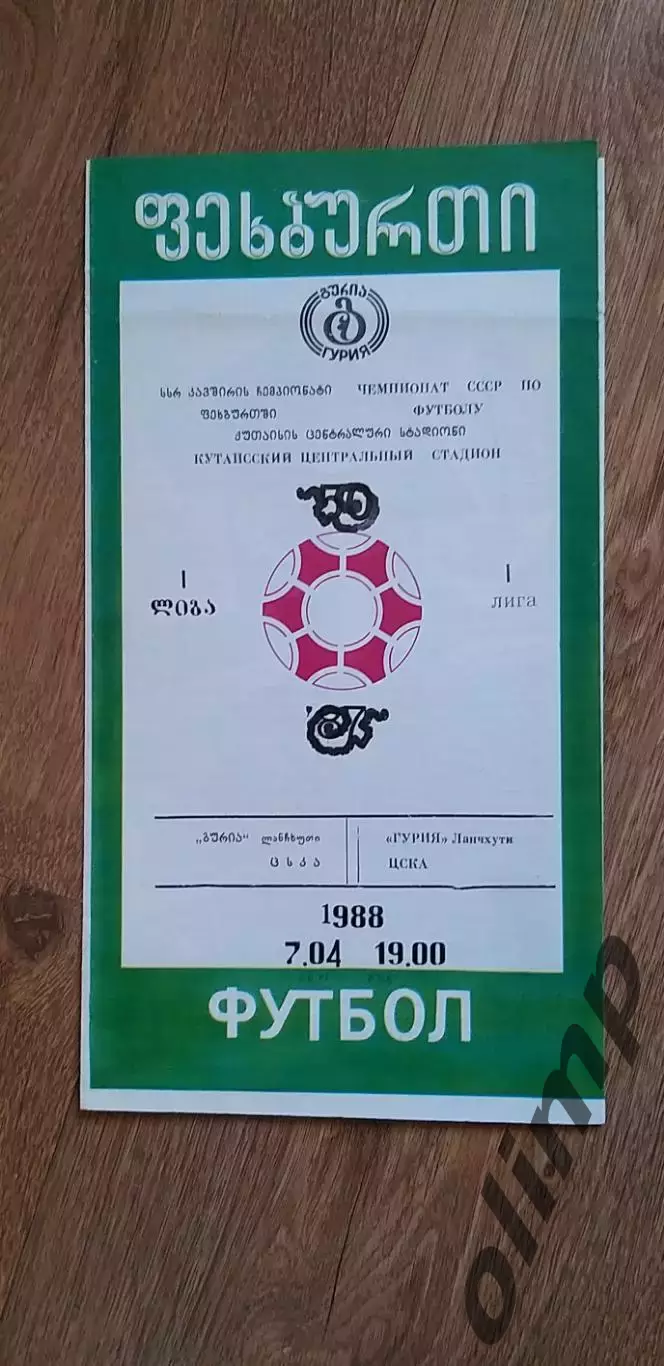 ფეხბურთი
გურია
ГУРИЯ
სსრ კავშირის ჩემპიონატი ЧЕМПИОНАТ СССР ПО
ფეხბურთში ФУТБОЛУ
ქუთაისის ცენტრალური სტადიონი
КУТАИССКИЙ ЦЕНТРАЛЬНЫЙ СТАДИОН
I I
ლიგა лига
„გურია“ ლანჩხუთი «ГУРИЯ» Ланчхути
ცსკა ЦСКА
1988
7.04 19.00
ФУТБОЛ
olimp